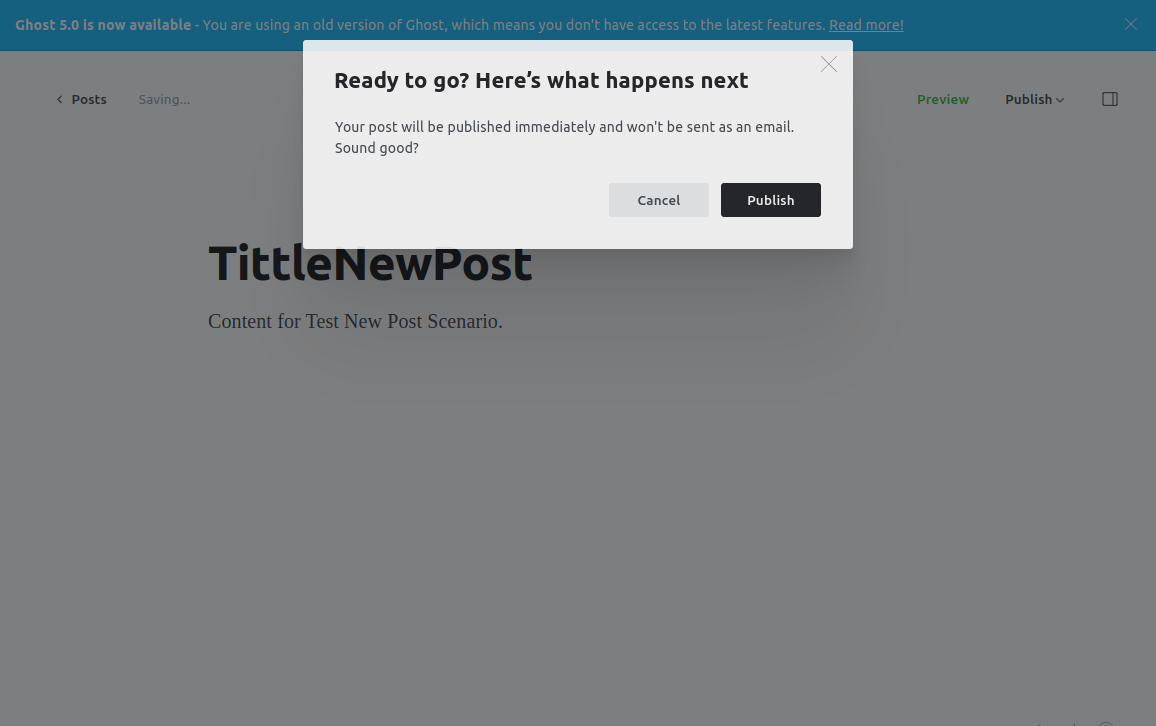 Ghost 5.0 is now available - You are using an old version of Ghost, which means you don't have access to the latest features. Read more!
Ready to go? Here's what happens next
Posts
Saving...
Preview
Publish
Your post will be published immediately and won't be sent as an email.
Sound good?
Cancel
Publish
TittleNewPost
Content for Test New Post Scenario.